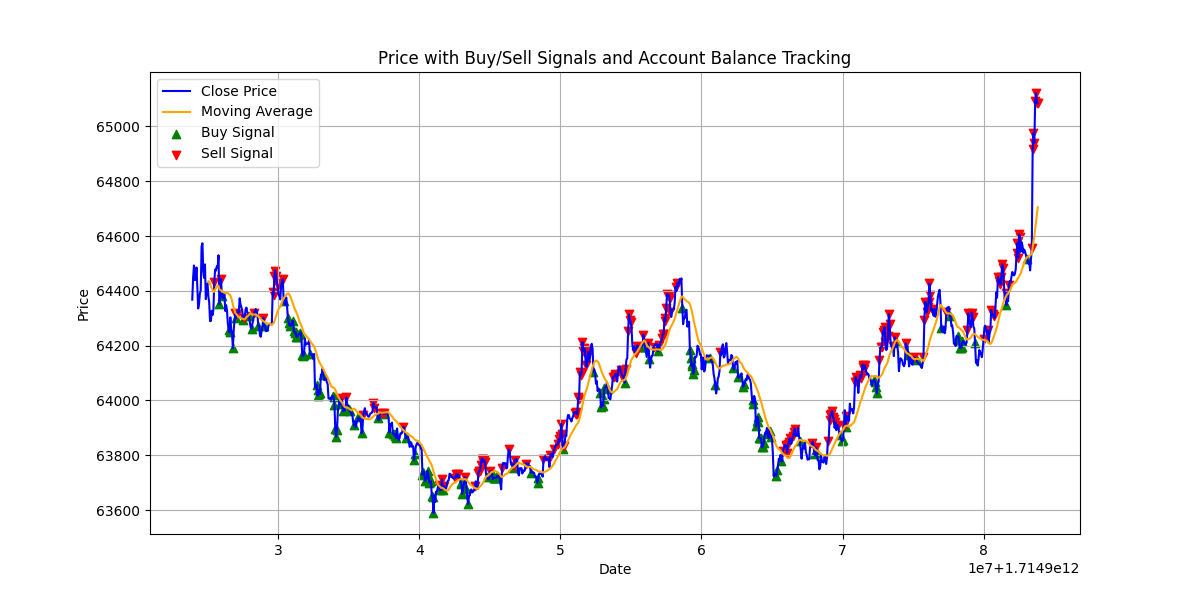 Price with Buy/Sell Signals and Account Balance Tracking
Close Price
Moving Average
Buy Signal
Sell Signal
Price
65000
64800
64600
64400
64200
64000
63800
63600
3 4 5 6 7 8
Date
1e7+1.7149e12